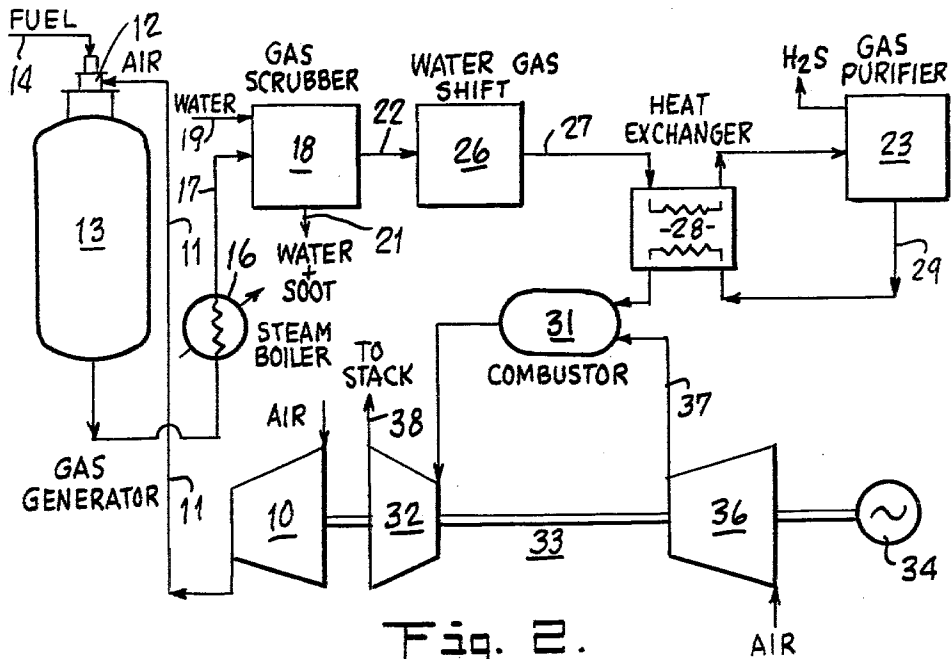 FUEL
14
12
AIR
13
GAS
GENERATOR
11
11
WATER
19
17
16
STEAM
BOILER
GAS
SCRUBBER
18
21
WATER
+
SOOT
22
WATER GAS
SHIFT
26
27
HEAT
EXCHANGER
-28-
H2S
GAS
PURIFIER
23
29
31
COMBUSTOR
37
TO
STACK
38
AIR
10
32
33
36
34
AIR
Fig. 2.